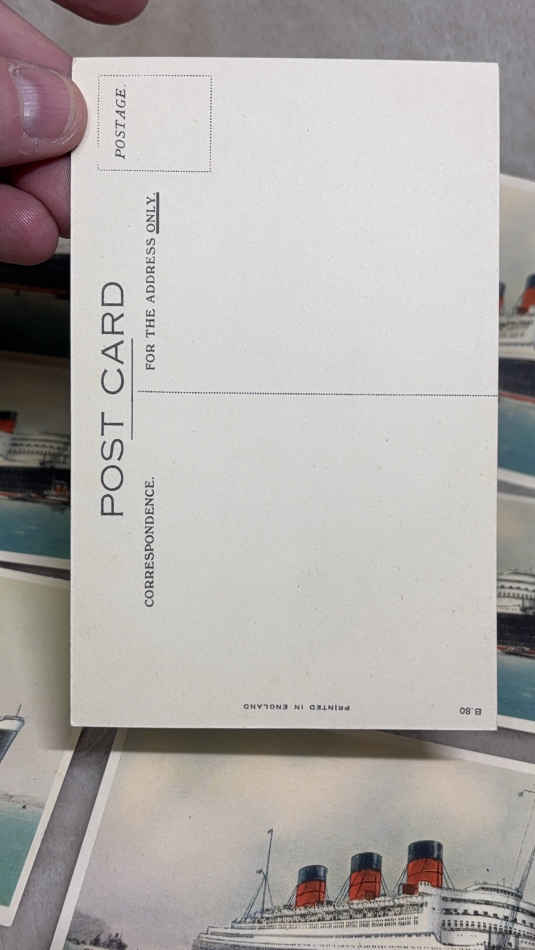 POST CARD
POSTAGE.
CORRESPONDENCE.
FOR THE ADDRESS ONLY.
PRINTED IN ENGLAND
B.80